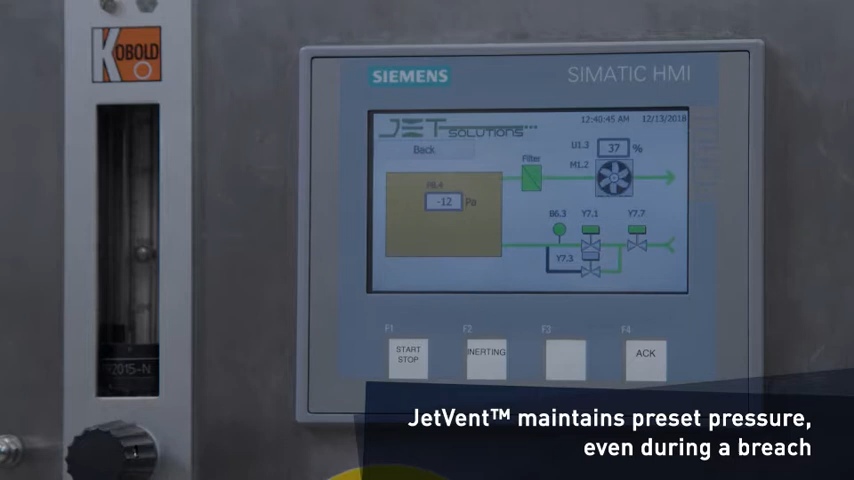 KOBOLD
SIEMENS
SIMATIC HMI
JET SOLUTIONS
12:40:45 AM 12/13/2018
Back
U1.3 37 %
Filter
M1.2
-12 Pa
B6.3 Y7.1 Y7.7
Y7.3
F1 F2 F3 F4
START
STOP
INERTING
ACK
2015-N
JetVent™ maintains preset pressure,
even during a breach